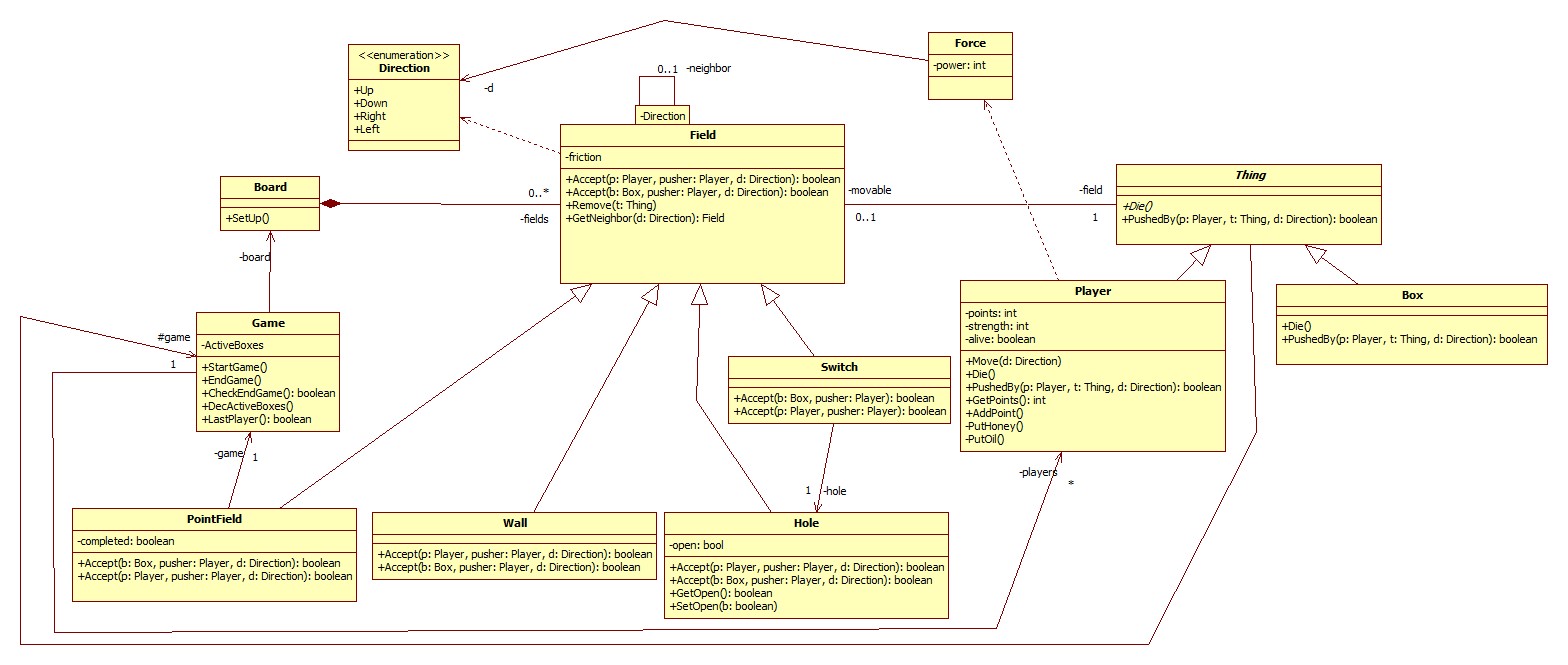 <<enumeration>>
Direction
+Up
+Down
+Right
+Left
-d
Force
-power: int
0..1
-neighbor
-Direction
Field
-friction
+Accept(p: Player, pusher: Player, d: Direction): boolean
+Accept(b: Box, pusher: Player, d: Direction): boolean
+Remove(t: Thing)
+GetNeighbor(d: Direction): Field
Board
+SetUp()
0..*
-fields
-movable
0..1
-field
1
Thing
+Die()
+PushedBy(p: Player, t: Thing, d: Direction): boolean
-board
Game
-ActiveBoxes
+StartGame()
+EndGame()
+CheckEndGame(): boolean
+DecActiveBoxes()
+LastPlayer(): boolean
#game
1
Player
-points: int
-strength: int
-alive: boolean
+Move(d: Direction)
+Die()
+PushedBy(p: Player, t: Thing, d: Direction): boolean
+GetPoints(): int
+AddPoint()
-PutHoney()
-PutOil()
Box
+Die()
+PushedBy(p: Player, t: Thing, d: Direction): boolean
Switch
+Accept(b: Box, pusher: Player): boolean
+Accept(p: Player, pusher: Player): boolean
-game
1
-players
*
1
-hole
PointField
-completed: boolean
+Accept(b: Box, pusher: Player, d: Direction): boolean
+Accept(p: Player, pusher: Player, d: Direction): boolean
Wall
+Accept(p: Player, pusher: Player, d: Direction): boolean
+Accept(b: Box, pusher: Player, d: Direction): boolean
Hole
-open: bool
+Accept(p: Player, pusher: Player, d: Direction): boolean
+Accept(b: Box, pusher: Player, d: Direction): boolean
+GetOpen(): boolean
+SetOpen(b: boolean)